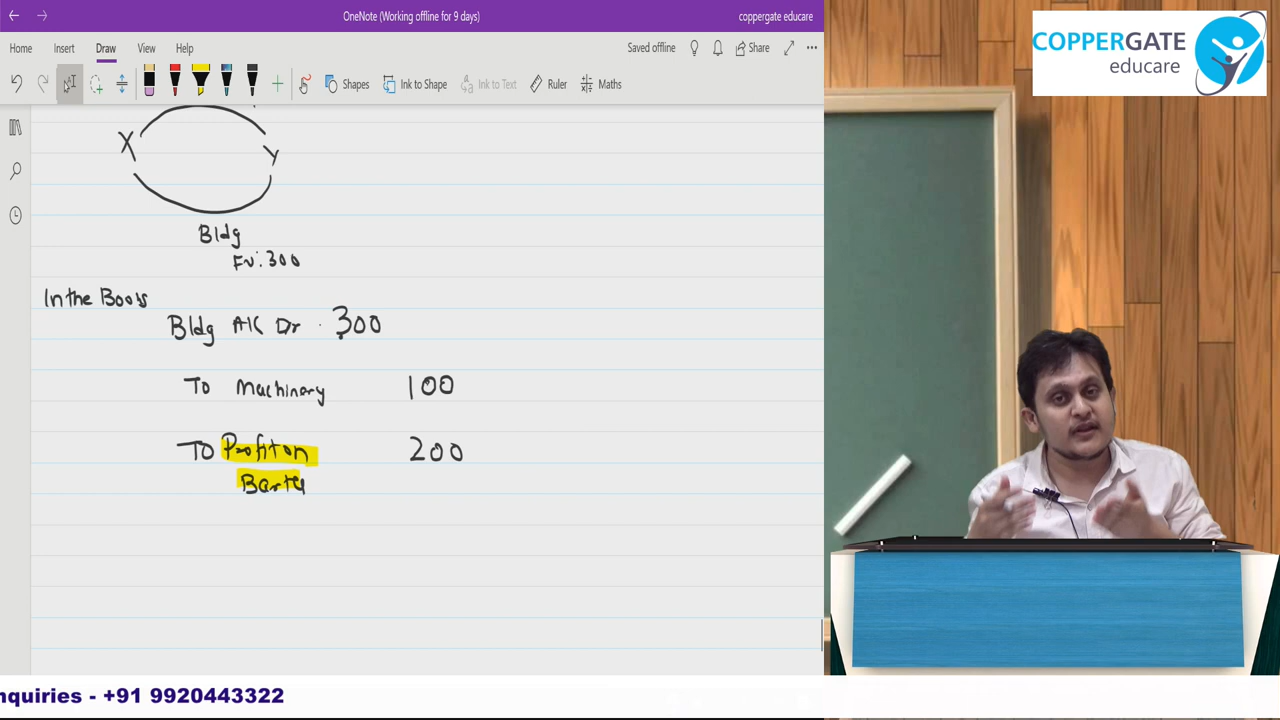 OneNote (Working offline for 9 days)
coppergate educare
Home Insert Draw View Help
Saved offline
Share
Shapes
Ink to Shape
Ink to Text
Ruler
Maths
COPPERGATE
educare
X
Y
Bldg
Fv: 300
In the Books
Bldg A/c Dr 300
To Machinery 100
To Profit on 200
Barter
nquiries - +91 9920443322